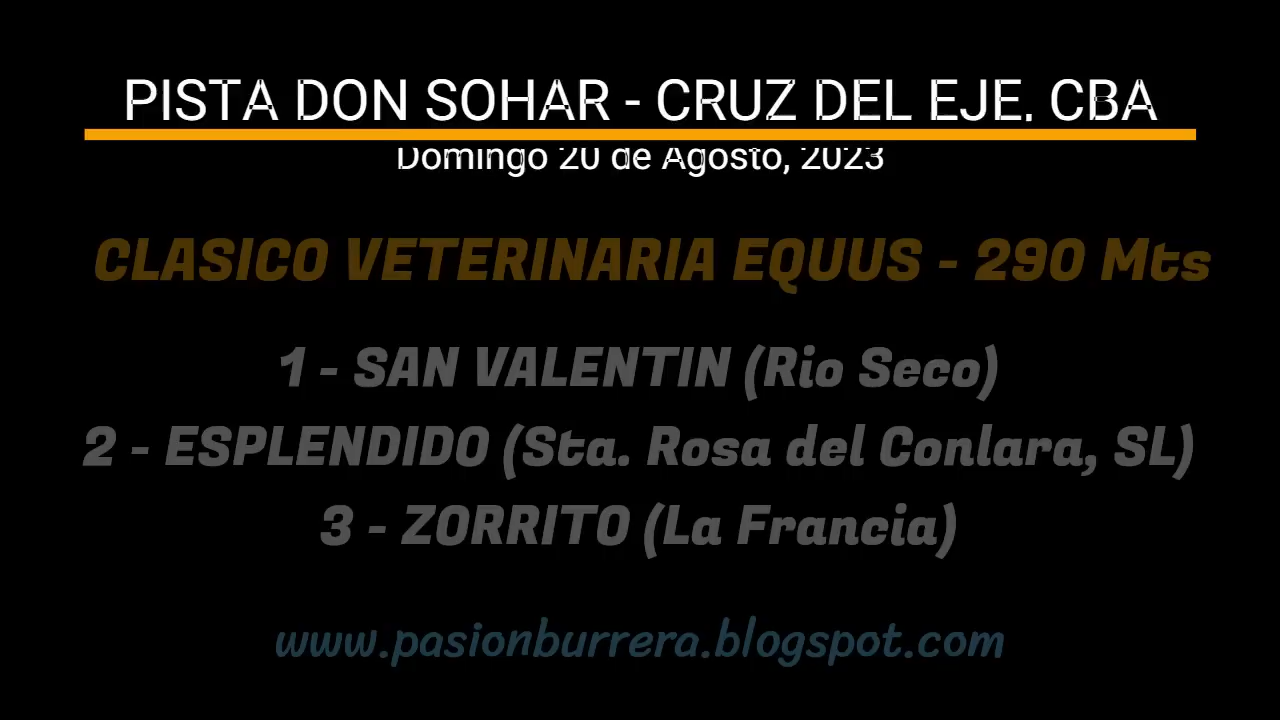 PISTA DON SOHAR - CRUZ DEL EJE. CBA
Domingo 20 de Agosto, 2023
CLASICO VETERINARIA EQUUS - 290 Mts
1 - SAN VALENTIN (Rio Seco)
2 - ESPLENDIDO (Sta. Rosa del Conlara, SL)
3 - ZORRITO (La Francia)
www.pasionburrera.blogspot.com